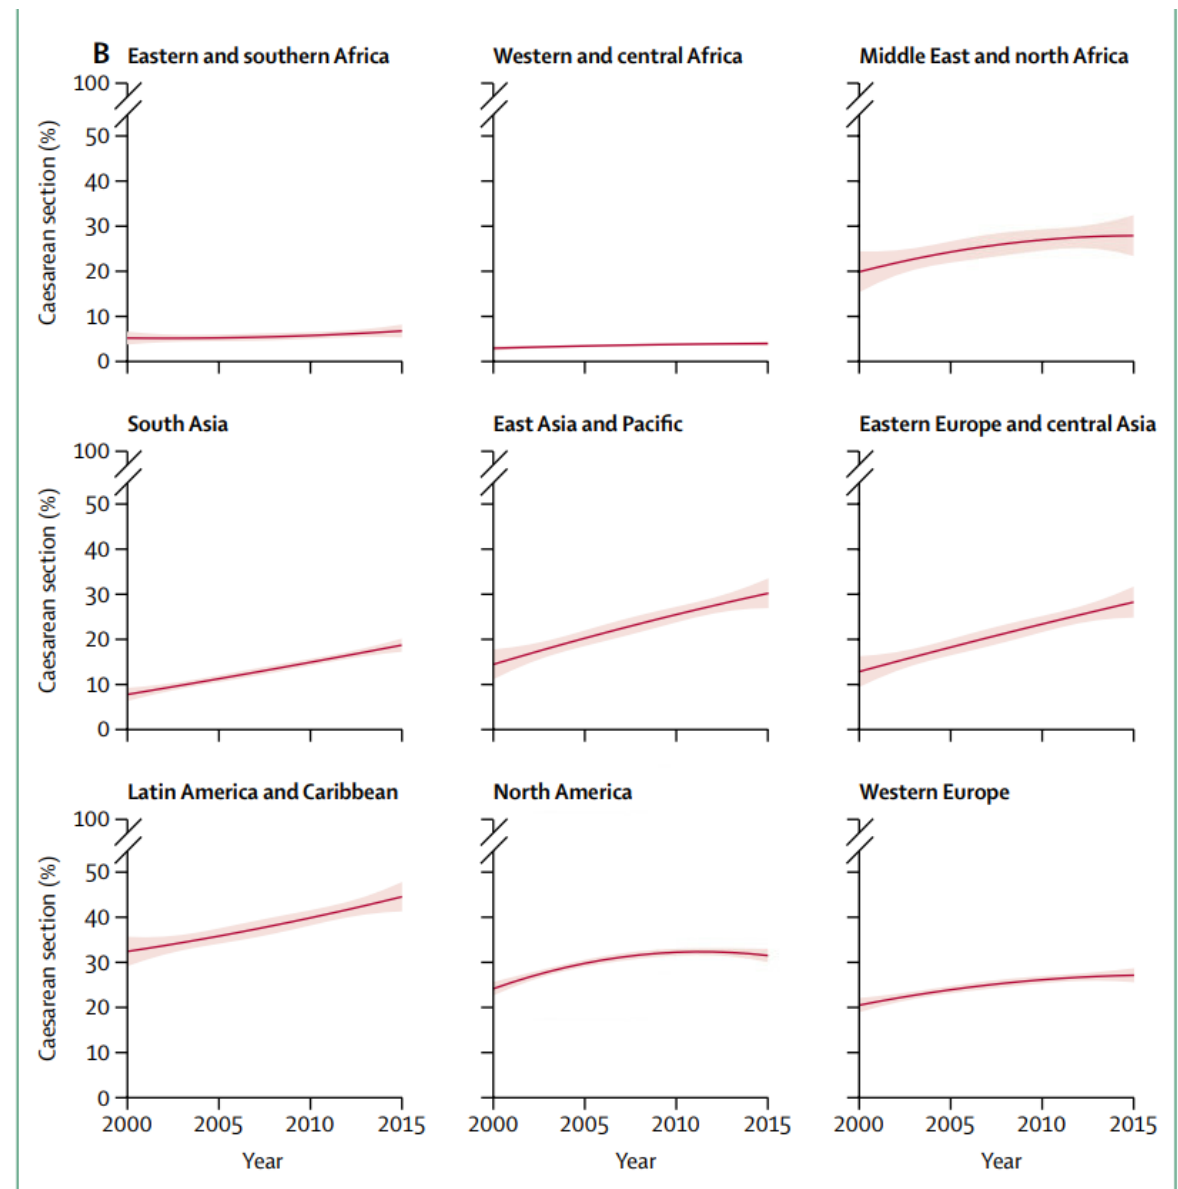 B Eastern and southern Africa
Western and central Africa
Middle East and north Africa
100
50
40
30
20
10
0
Caesarean section (%)
South Asia
East Asia and Pacific
Eastern Europe and central Asia
100
50
40
30
20
10
0
Caesarean section (%)
Latin America and Caribbean
North America
Western Europe
100
50
40
30
20
10
0
Caesarean section (%)
2000 2005 2010 2015
2000 2005 2010 2015
2000 2005 2010 2015
Year
Year
Year